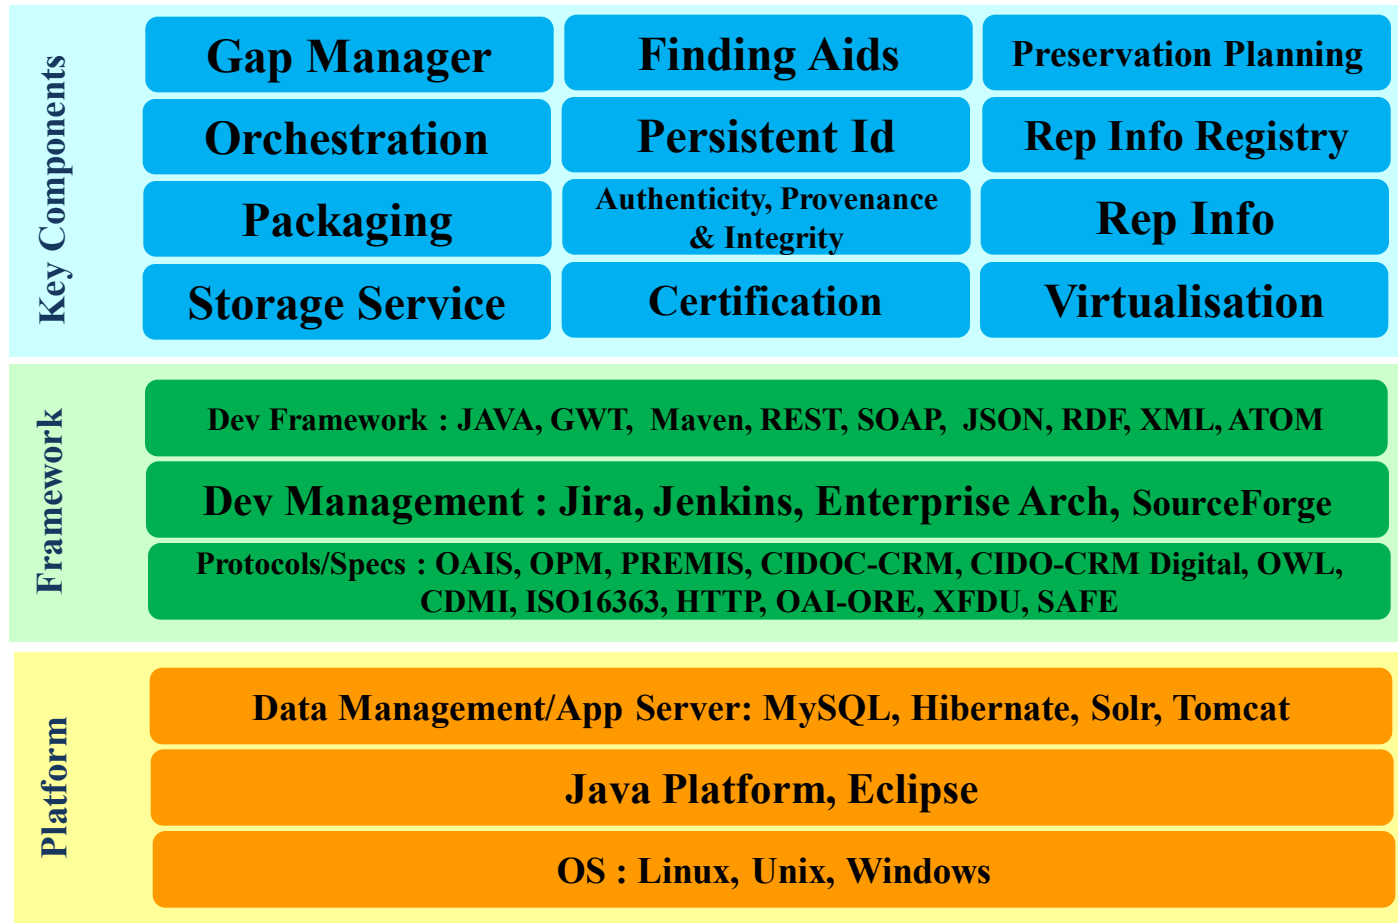 Key Components
Gap Manager
Finding Aids
Preservation Planning
Orchestration
Persistent Id
Rep Info Registry
Packaging
Authenticity, Provenance
& Integrity
Rep Info
Storage Service
Certification
Virtualisation
Framework
Dev Framework : JAVA, GWT, Maven, REST, SOAP, JSON, RDF, XML, ATOM
Dev Management : Jira, Jenkins, Enterprise Arch, SourceForge
Protocols/Specs : OAIS, OPM, PREMIS, CIDOC-CRM, CIDO-CRM Digital, OWL,
CDMI, ISO16363, HTTP, OAI-ORE, XFDU, SAFE
Platform
Data Management/App Server: MySQL, Hibernate, Solr, Tomcat
Java Platform, Eclipse
OS : Linux, Unix, Windows